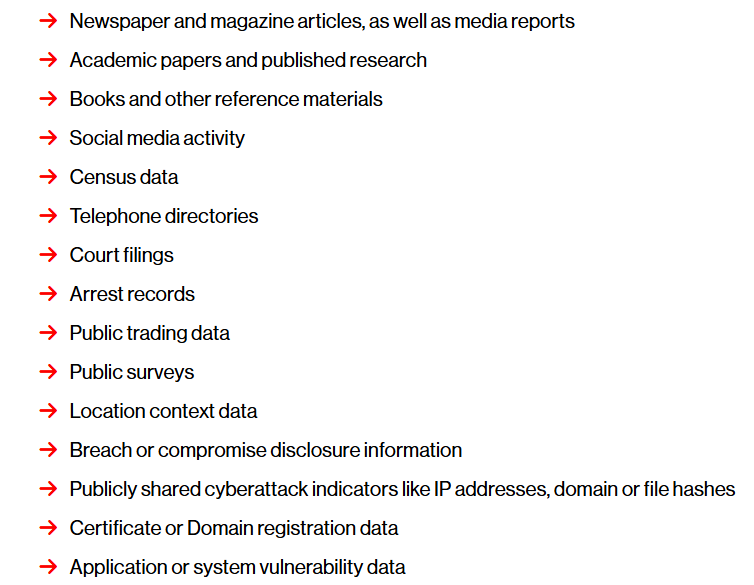 Newspaper and magazine articles, as well as media reports
Academic papers and published research
Books and other reference materials
Social media activity
Census data
Telephone directories
Court filings
Arrest records
Public trading data
Public surveys
Location context data
Breach or compromise disclosure information
Publicly shared cyberattack indicators like IP addresses, domain or file hashes
Certificate or Domain registration data
Application or system vulnerability data